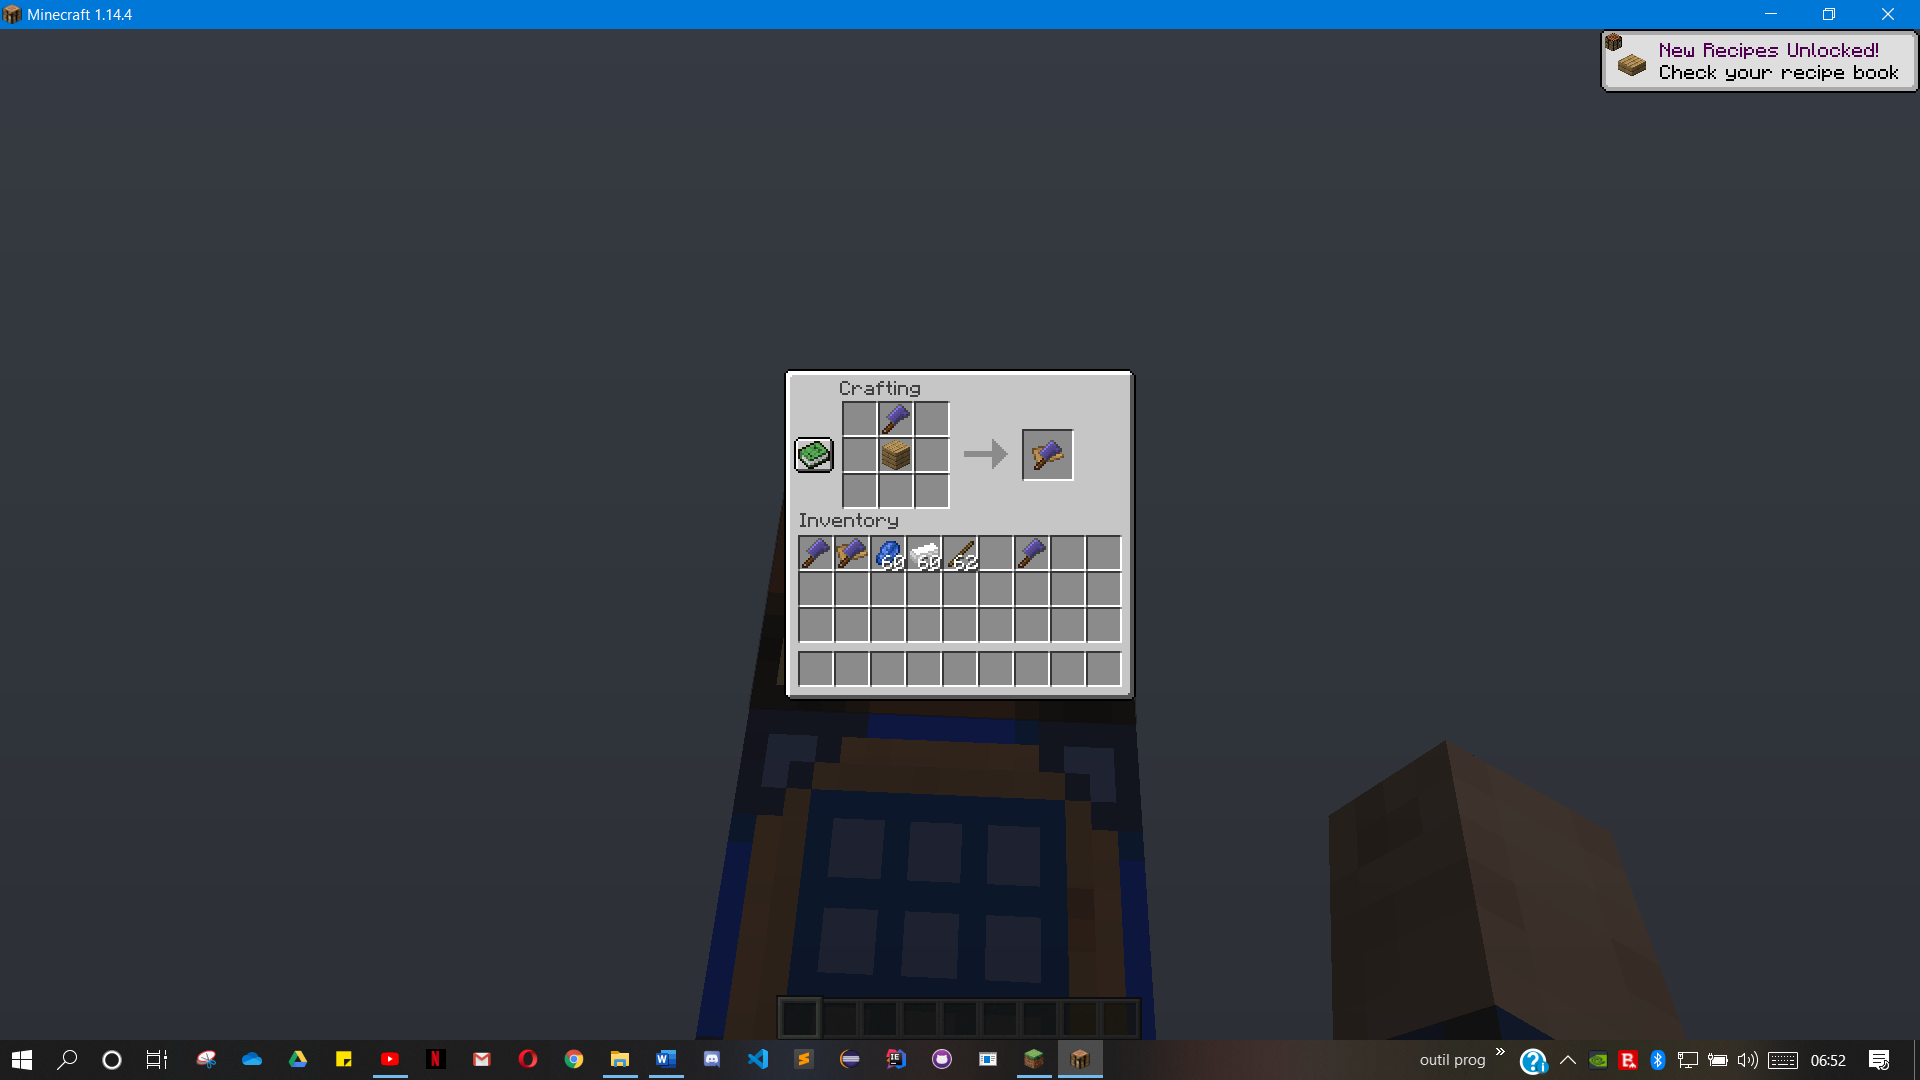 Minecraft 1.14.4
New Recipes Unlocked!
Check your recipe book
Crafting
Inventory
60 60 62
outil prog
06:52